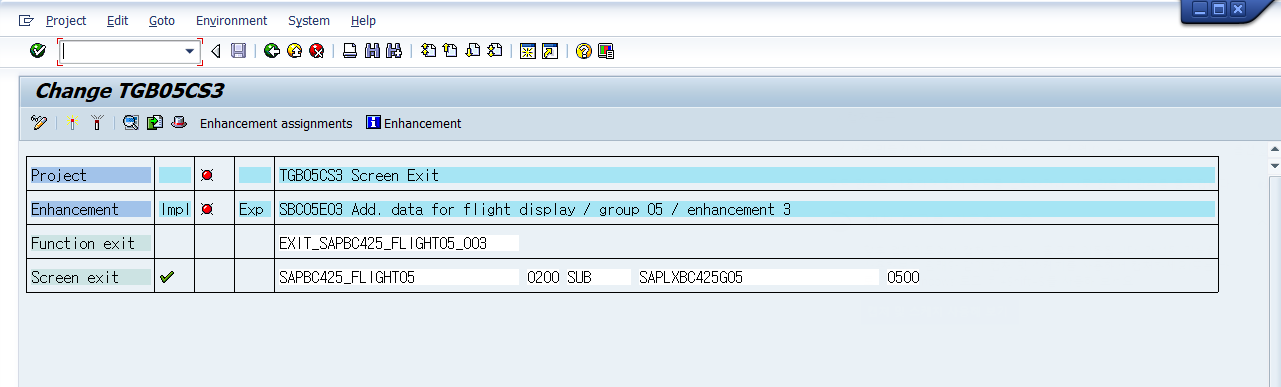 Project Edit Goto Environment System Help
Change TGB05CS3
Enhancement assignments Enhancement
Project TGB05CS3 Screen Exit
Enhancement Impl Exp SBC05E03 Add. data for flight display / group 05 / enhancement 3
Function exit EXIT_SAPBC425_FLIGHT05_003
Screen exit SAPBC425_FLIGHT05 0200 SUB SAPLXBC425G05 0500